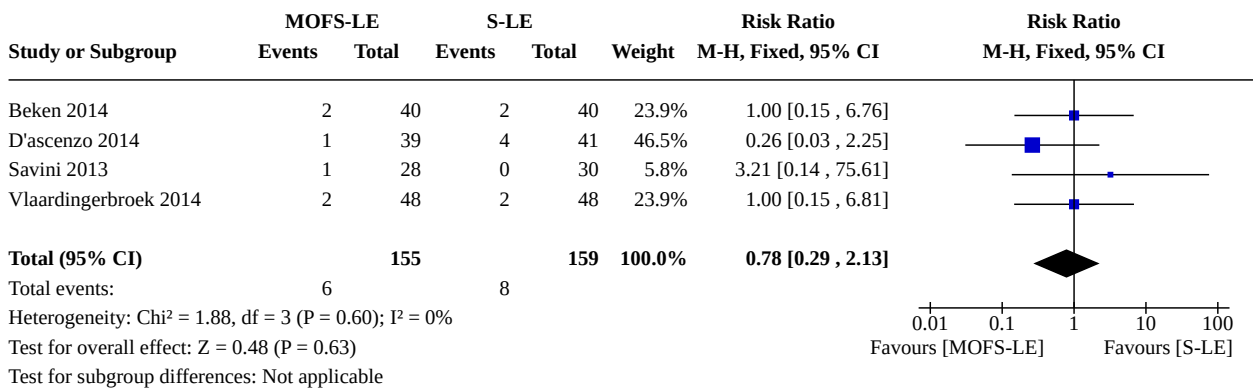 MOFS-LE S-LE Risk Ratio Risk Ratio
Study or Subgroup Events Total Events Total Weight M-H, Fixed, 95% CI M-H, Fixed, 95% CI
Beken 2014 2 40 2 40 23.9% 1.00 [0.15 , 6.76]
D'ascenzo 2014 1 39 4 41 46.5% 0.26 [0.03 , 2.25]
Savini 2013 1 28 0 30 5.8% 3.21 [0.14 , 75.61]
Vlaardingerbroek 2014 2 48 2 48 23.9% 1.00 [0.15 , 6.81]
Total (95% CI) 155 159 100.0% 0.78 [0.29 , 2.13]
Total events: 6 8
Heterogeneity: Chi² = 1.88, df = 3 (P = 0.60); I² = 0%
0.01 0.1 1 10 100
Test for overall effect: Z = 0.48 (P = 0.63)
Favours [MOFS-LE] Favours [S-LE]
Test for subgroup differences: Not applicable